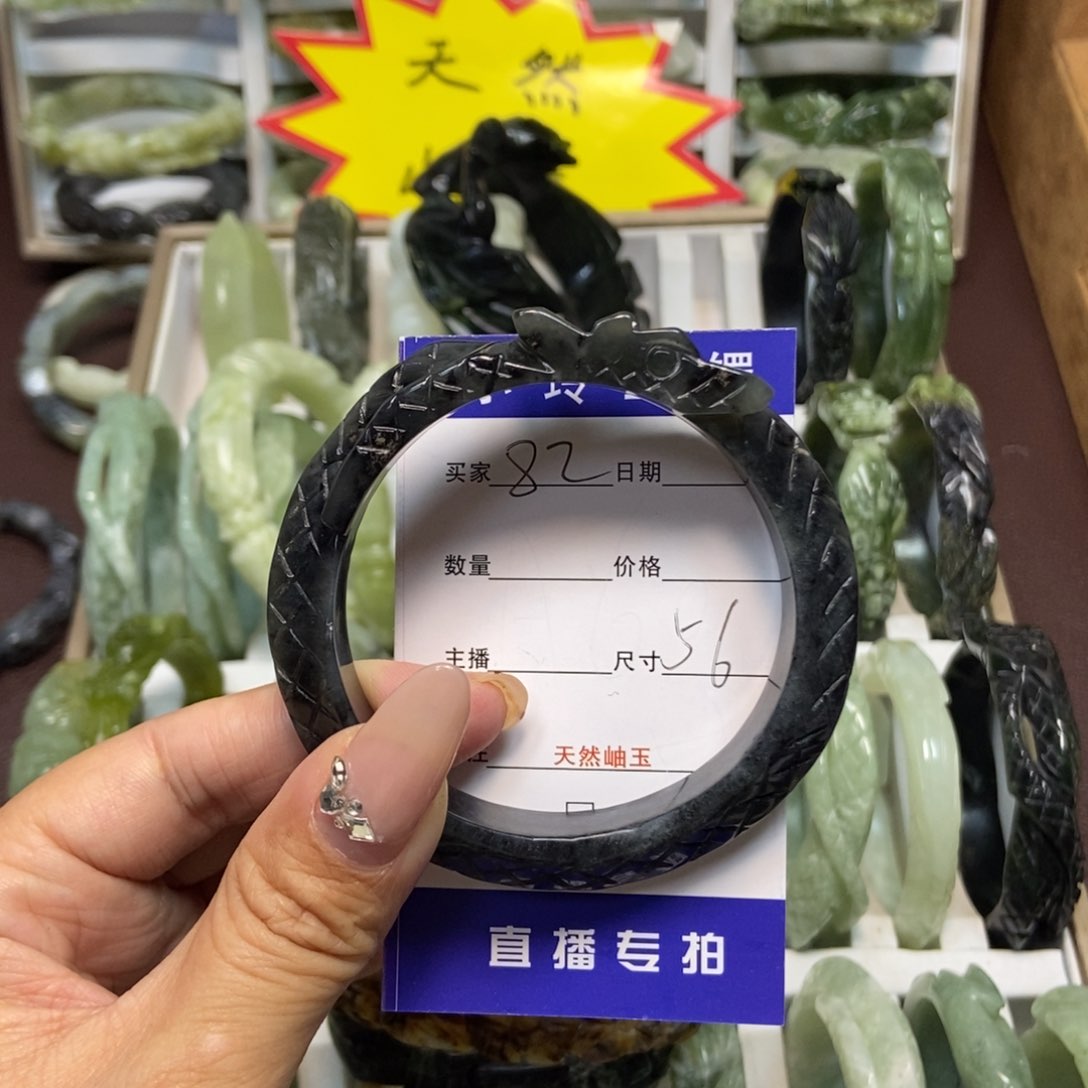 天然
买家 82 日期
数量 价格
主播 尺寸 56
天然岫玉
直播专拍